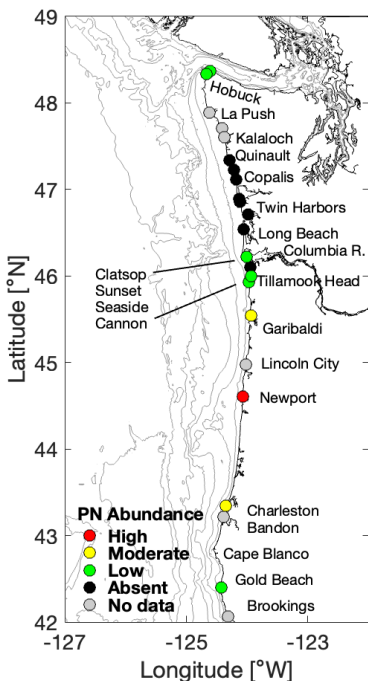 49
48
47
46
45
44
43
42
Latitude [°N]
Hobuck
La Push
Kalaloch
Quinault
Copalis
Twin Harbors
Long Beach
Columbia R.
Clatsop
Sunset
Seaside
Cannon
Tillamook Head
Garibaldi
Lincoln City
Newport
Charleston
Bandon
Cape Blanco
Gold Beach
Brookings
PN Abundance
High
Moderate
Low
Absent
No data
-127 -125 -123
Longitude [°W]